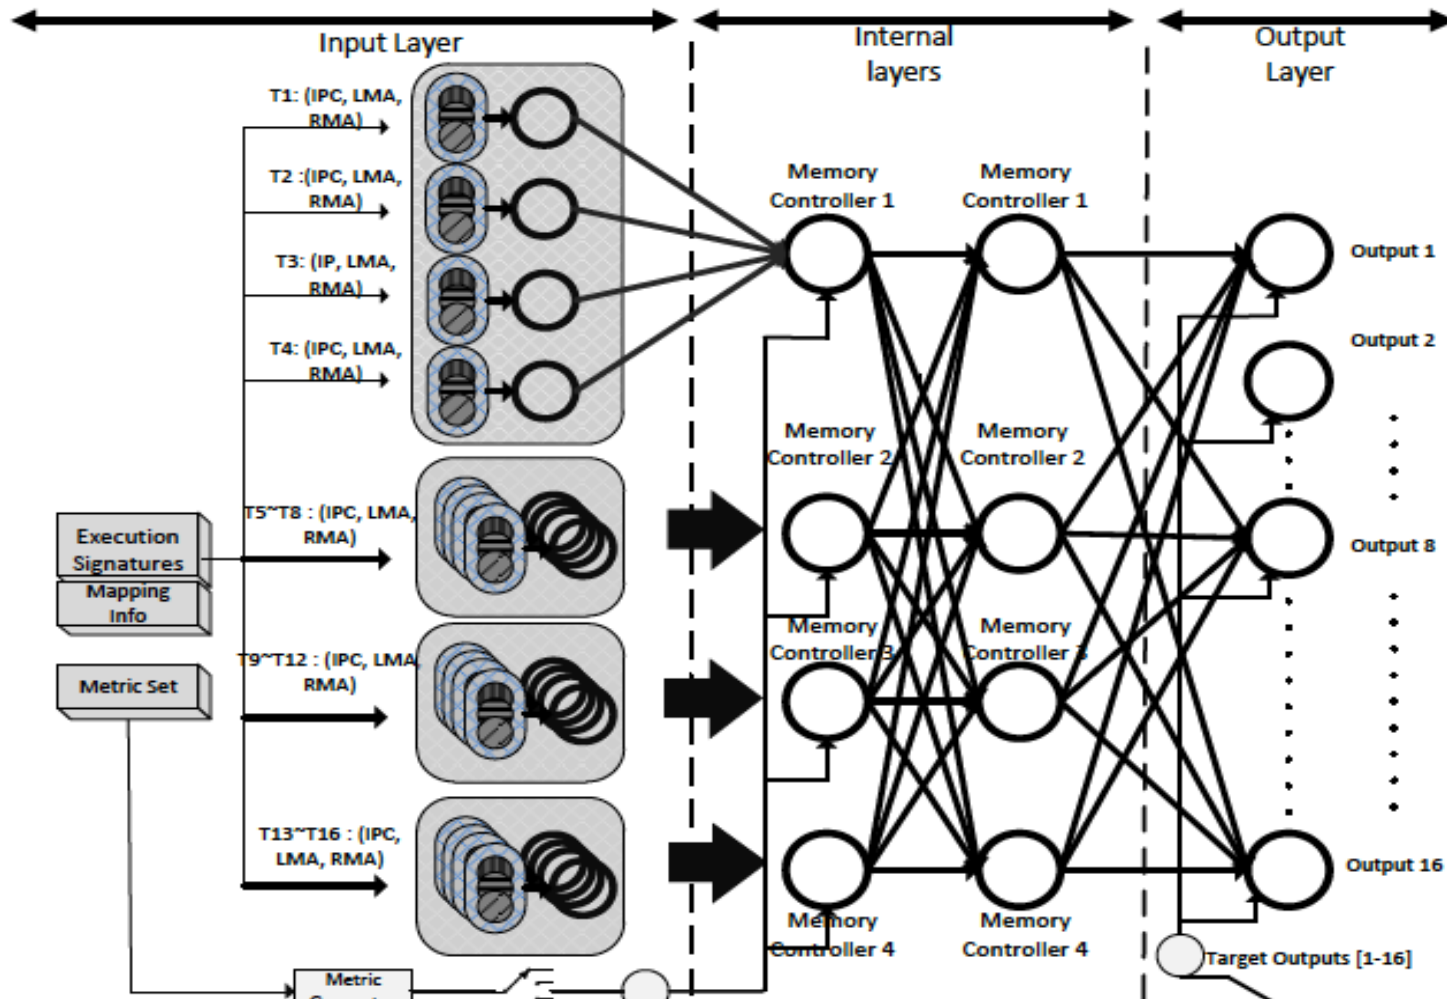 Input Layer
Internal
layers
Output
Layer
T1: (IPC, LMA,
RMA)
T2 :(IPC, LMA,
RMA)
T3: (IP, LMA,
RMA)
T4: (IPC, LMA,
RMA)
T5~T8 : (IPC, LMA,
RMA)
T9~T12 : (IPC, LMA,
RMA)
T13~T16 : (IPC,
LMA, RMA)
Execution
Signatures
Mapping
Info
Metric Set
Metric
Memory
Controller 1
Memory
Controller 1
Memory
Controller 2
Memory
Controller 2
Memory
Controller 3
Memory
Controller 3
Memory
Controller 4
Memory
Controller 4
Output 1
Output 2
Output 8
Output 16
Target Outputs [1-16]